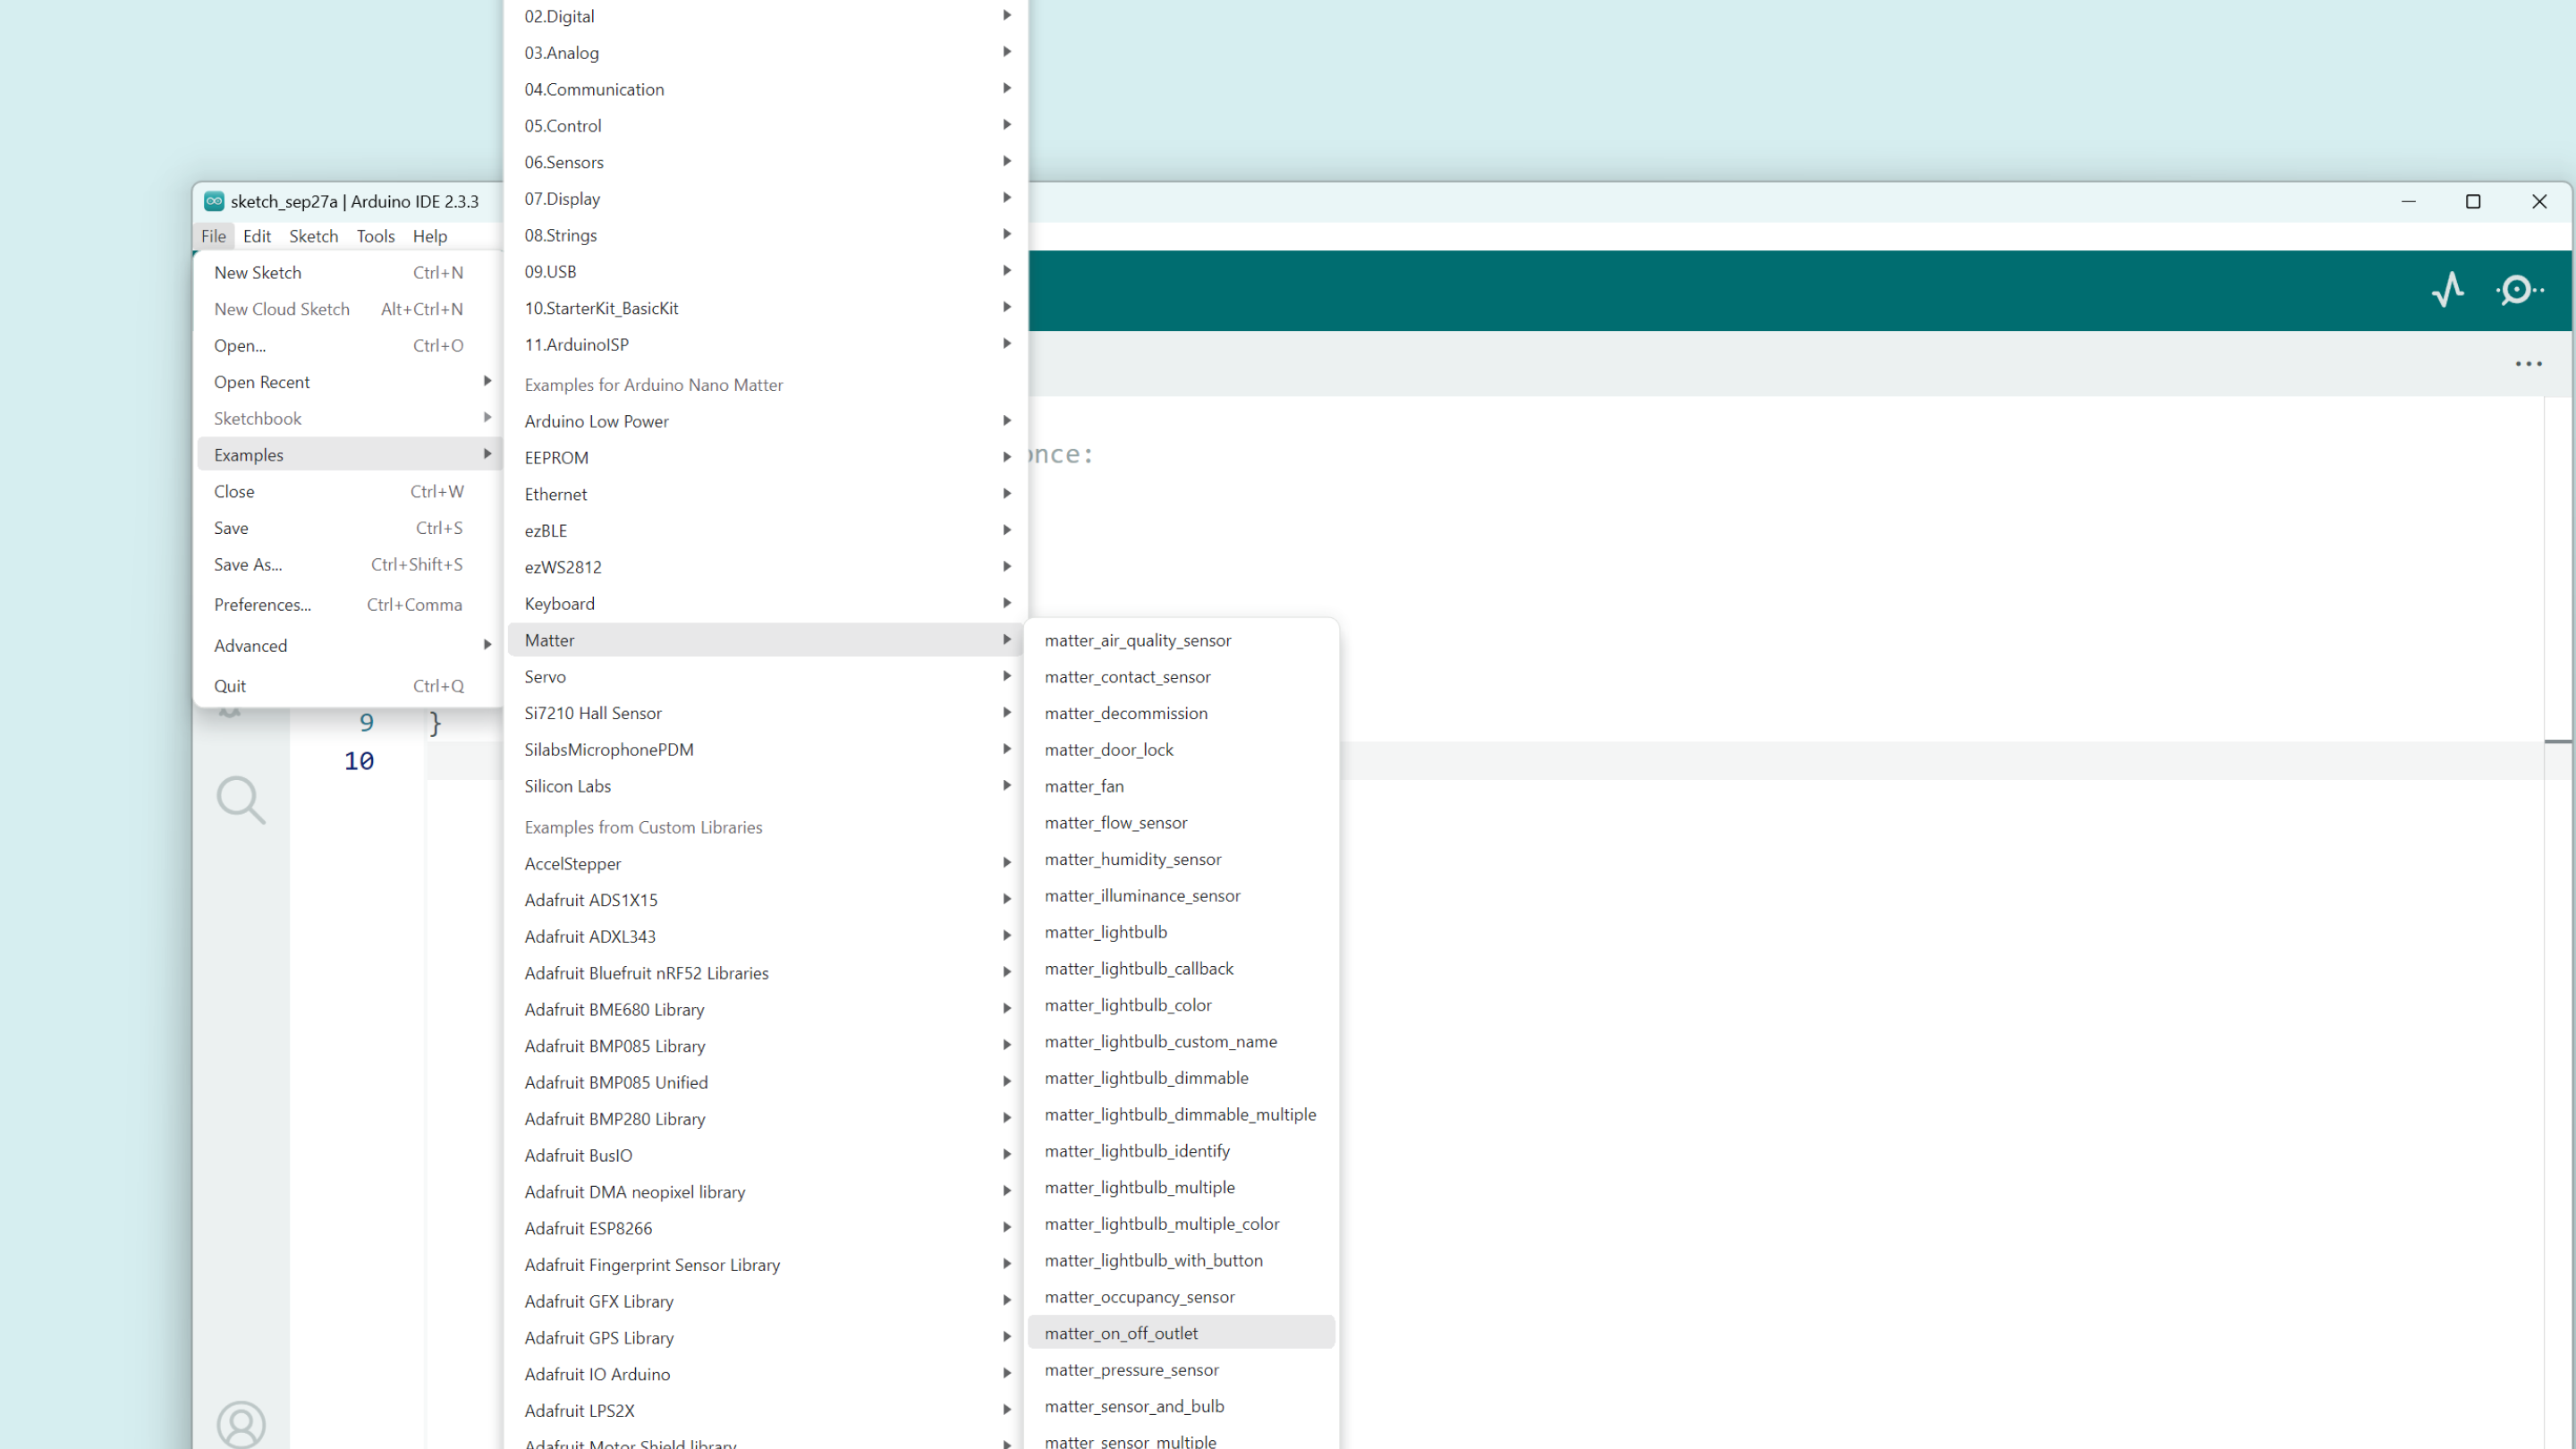 02.Digital
03.Analog
04.Communication
05.Control
06.Sensors
07.Display
08.Strings
09.USB
10.StarterKit_BasicKit
11.ArduinoISP
Examples for Arduino Nano Matter
Arduino Low Power
EEPROM
Ethernet
ezBLE
ezWS2812
Keyboard
Matter
Servo
Si7210 Hall Sensor
SilabsMicrophonePDM
Silicon Labs
Examples from Custom Libraries
AccelStepper
Adafruit ADS1X15
Adafruit ADXL343
Adafruit Bluefruit nRF52 Libraries
Adafruit BME680 Library
Adafruit BMP085 Library
Adafruit BMP085 Unified
Adafruit BMP280 Library
Adafruit BusIO
Adafruit DMA neopixel library
Adafruit ESP8266
Adafruit Fingerprint Sensor Library
Adafruit GFX Library
Adafruit GPS Library
Adafruit IO Arduino
Adafruit LPS2X
Adafruit Motor Shield library
sketch_sep27a | Arduino IDE 2.3.3
File Edit Sketch Tools Help
New Sketch Ctrl+N
New Cloud Sketch Alt+Ctrl+N
Open... Ctrl+O
Open Recent
Sketchbook
Examples
Close Ctrl+W
Save Ctrl+S
Save As... Ctrl+Shift+S
Preferences... Ctrl+Comma
Advanced
Quit Ctrl+Q
once:
9 }
10
matter_air_quality_sensor
matter_contact_sensor
matter_decommission
matter_door_lock
matter_fan
matter_flow_sensor
matter_humidity_sensor
matter_illuminance_sensor
matter_lightbulb
matter_lightbulb_callback
matter_lightbulb_color
matter_lightbulb_custom_name
matter_lightbulb_dimmable
matter_lightbulb_dimmable_multiple
matter_lightbulb_identify
matter_lightbulb_multiple
matter_lightbulb_multiple_color
matter_lightbulb_with_button
matter_occupancy_sensor
matter_on_off_outlet
matter_pressure_sensor
matter_sensor_and_bulb
matter_sensor_multiple